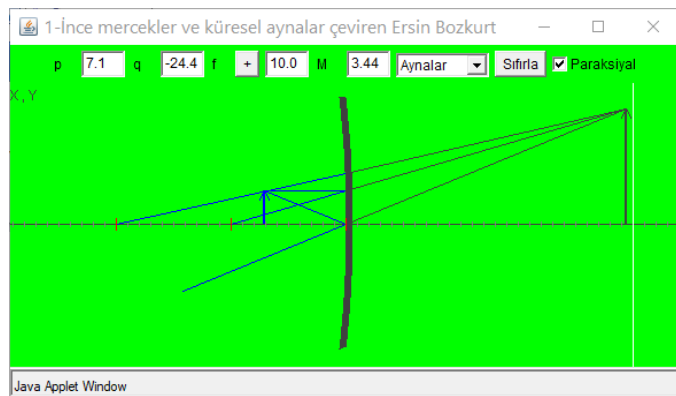 1-İnce mercekler ve küresel aynalar çeviren Ersin Bozkurt
p 7.1 q -24.4 f + 10.0 M 3.44 Aynalar Sıfırla Paraksiyal
X, Y
Java Applet Window